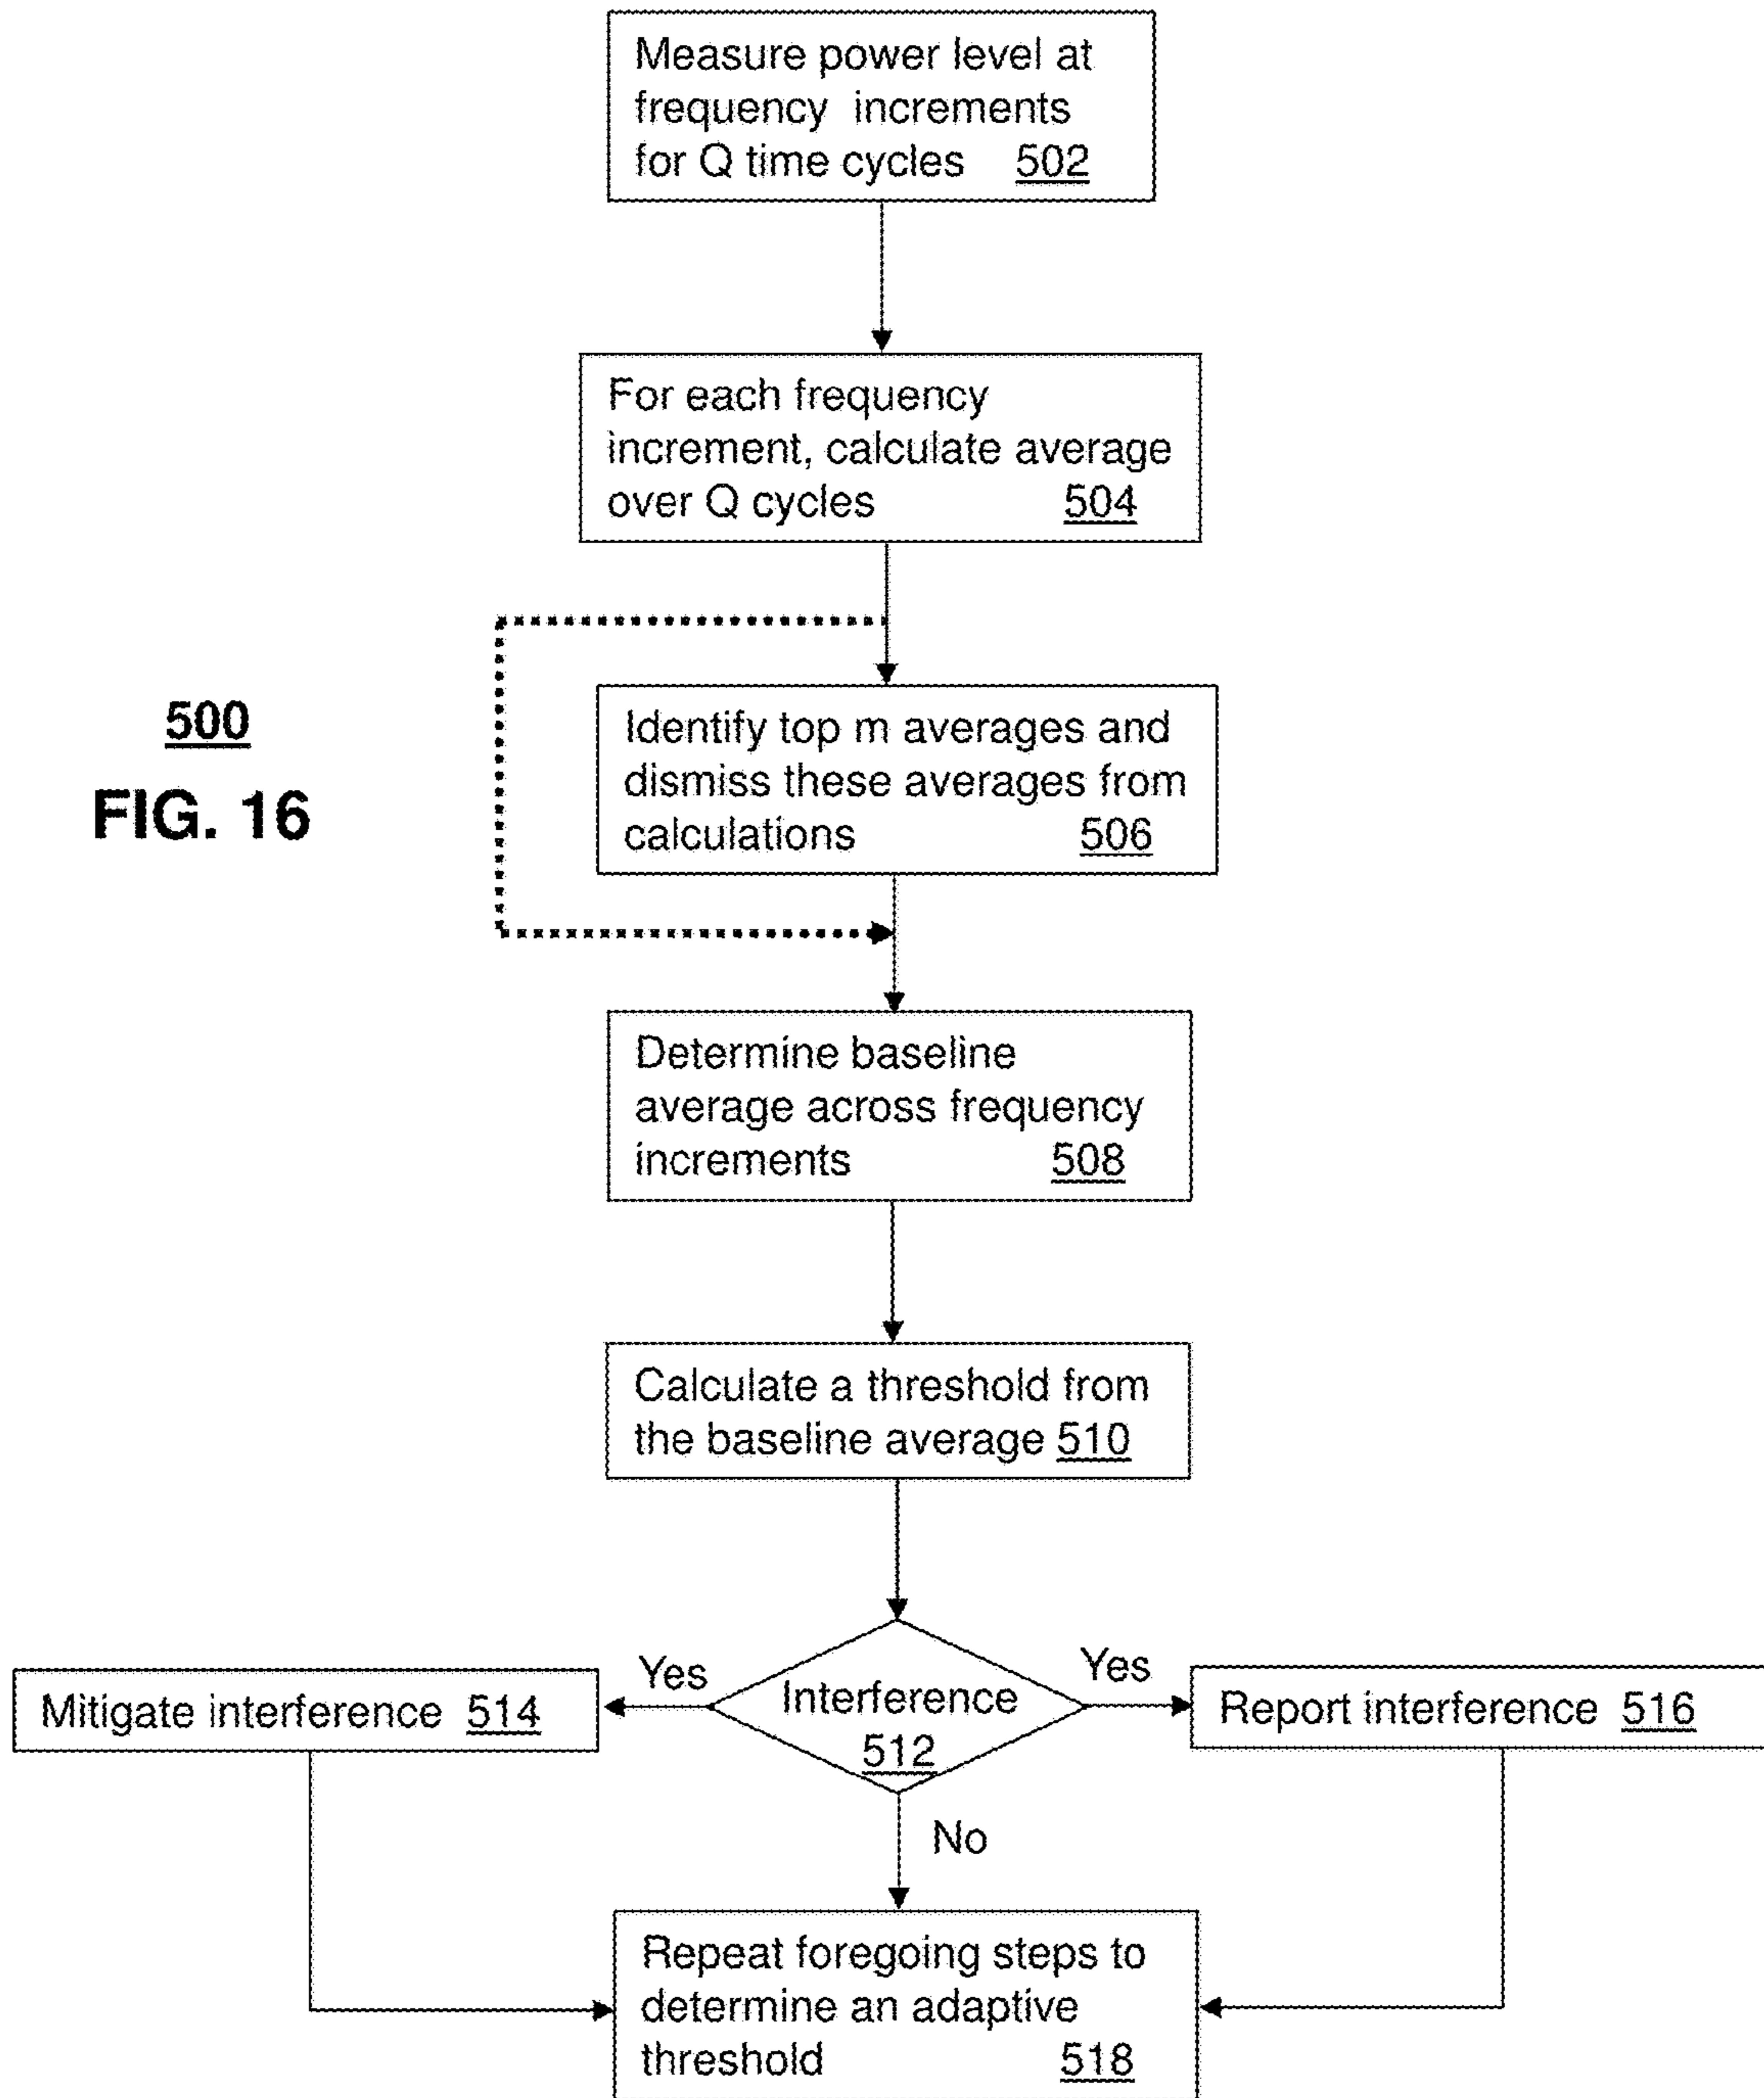 Measure power level at
frequency increments
for Q time cycles 502
For each frequency
increment, calculate average
over Q cycles 504
500
FIG. 16
Identify top m averages and
dismiss these averages from
calculations 506
Determine baseline
average across frequency
increments 508
Calculate a threshold from
the baseline average 510
Yes
Yes
Mitigate interference 514
Interference
512
Report interference 516
No
Repeat foregoing steps to
determine an adaptive
threshold 518